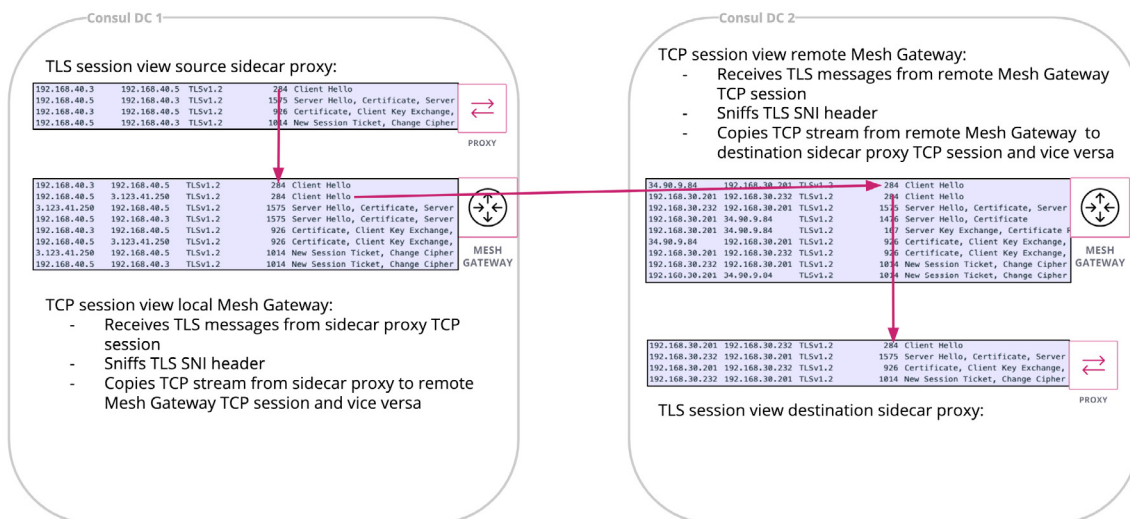 Consul DC 1
TLS session view source sidecar proxy:
192.168.40.3 192.168.40.5 TLSv1.2 284 Client Hello
192.168.40.5 192.168.40.3 TLSv1.2 1575 Server Hello, Certificate, Server
192.168.40.3 192.168.40.5 TLSv1.2 926 Certificate, Client Key Exchange,
192.168.40.5 192.168.40.3 TLSv1.2 1014 New Session Ticket, Change Cipher
PROXY
192.168.40.3 192.168.40.5 TLSv1.2 284 Client Hello
192.168.40.5 3.123.41.250 TLSv1.2 284 Client Hello
3.123.41.250 192.168.40.5 TLSv1.2 1575 Server Hello, Certificate, Server
192.168.40.5 192.168.40.3 TLSv1.2 1575 Server Hello, Certificate, Server
192.168.40.3 192.168.40.5 TLSv1.2 926 Certificate, Client Key Exchange,
192.168.40.5 3.123.41.250 TLSv1.2 926 Certificate, Client Key Exchange,
3.123.41.250 192.168.40.5 TLSv1.2 1014 New Session Ticket, Change Cipher
192.168.40.5 192.168.40.3 TLSv1.2 1014 New Session Ticket, Change Cipher
MESH
GATEWAY
TCP session view local Mesh Gateway:
- Receives TLS messages from sidecar proxy TCP
session
- Sniffs TLS SNI header
- Copies TCP stream from sidecar proxy to remote
Mesh Gateway TCP session and vice versa
Consul DC 2
TCP session view remote Mesh Gateway:
- Receives TLS messages from remote Mesh Gateway
TCP session
- Sniffs TLS SNI header
- Copies TCP stream from remote Mesh Gateway to
destination sidecar proxy TCP session and vice versa
34.90.9.84 192.168.30.201 TLSv1.2 284 Client Hello
192.168.30.201 192.168.30.232 TLSv1.2 284 Client Hello
192.168.30.232 192.168.30.201 TLSv1.2 1575 Server Hello, Certificate, Server
192.168.30.201 34.90.9.84 TLSv1.2 1476 Server Hello, Certificate
192.168.30.201 34.90.9.84 TLSv1.2 167 Server Key Exchange, Certificate R
34.90.9.84 192.168.30.201 TLSv1.2 926 Certificate, Client Key Exchange,
192.168.30.201 192.168.30.232 TLSv1.2 926 Certificate, Client Key Exchange,
192.168.30.232 192.168.30.201 TLSv1.2 1014 New Session Ticket, Change Cipher
192.168.30.201 34.90.9.84 TLSv1.2 1014 New Session Ticket, Change Cipher
MESH
GATEWAY
192.168.30.201 192.168.30.232 TLSv1.2 284 Client Hello
192.168.30.232 192.168.30.201 TLSv1.2 1575 Server Hello, Certificate, Server
192.168.30.201 192.168.30.232 TLSv1.2 926 Certificate, Client Key Exchange,
192.168.30.232 192.168.30.201 TLSv1.2 1014 New Session Ticket, Change Cipher
PROXY
TLS session view destination sidecar proxy: